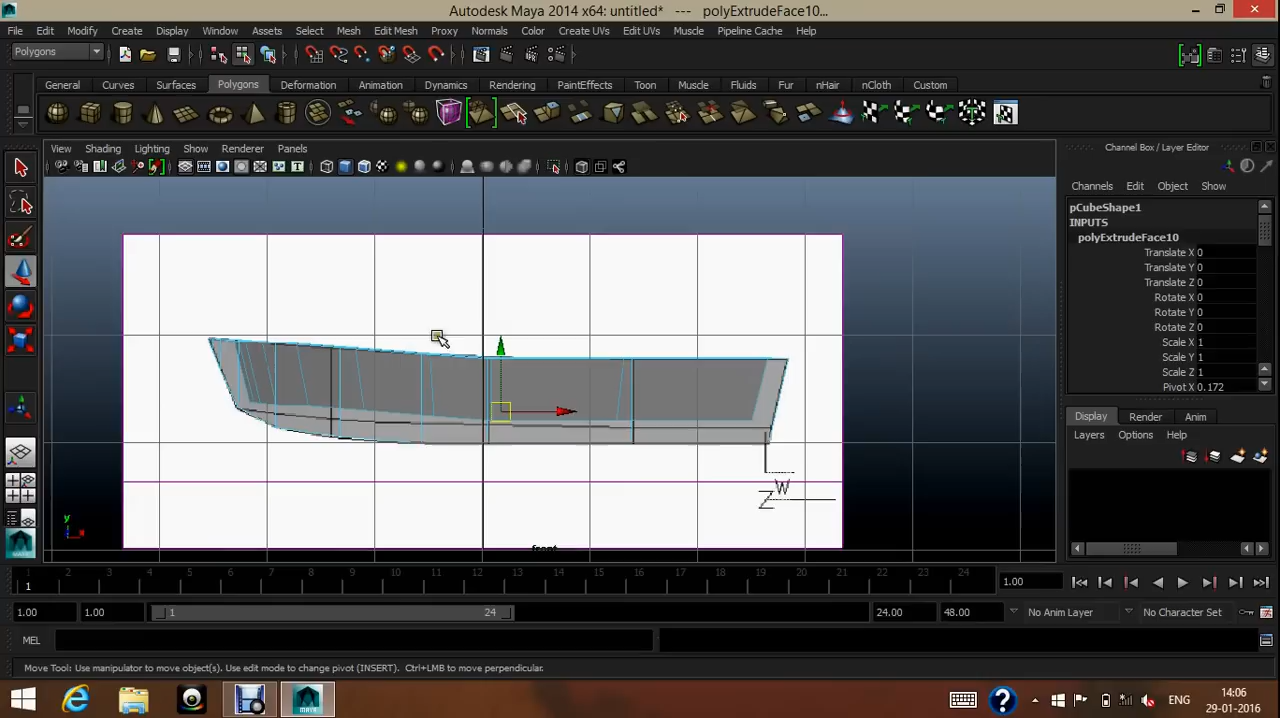 Autodesk Maya 2014 x64: untitled* --- polyExtrudeFace10...
File Edit Modify Create Display Window Assets Select Mesh Edit Mesh Proxy Normals Color Create UVs Edit UVs Muscle Pipeline Cache Help
Polygons
General Curves Surfaces Polygons Deformation Animation Dynamics Rendering PaintEffects Toon Muscle Fluids Fur nHair nCloth Custom
View Shading Lighting Show Renderer Panels
Channel Box / Layer Editor
Channels Edit Object Show
pCubeShape1
INPUTS
polyExtrudeFace10
Translate X 0
Translate Y 0
Translate Z 0
Rotate X 0
Rotate Y 0
Rotate Z 0
Scale X 1
Scale Y 1
Scale Z 1
Pivot X 0.172
Display Render Anim
Layers Options Help
W
Z
y
front
1 2 3 4 5 6 7 8 9 10 11 12 13 14 15 16 17 18 19 20 21 22 23 24
1
1.00
1.00 1.00 1 24 24.00 48.00 No Anim Layer No Character Set
MEL
Move Tool: Use manipulator to move object(s). Use edit mode to change pivot (INSERT). Ctrl+LMB to move perpendicular.
MAYA
ENG
14:06
29-01-2016